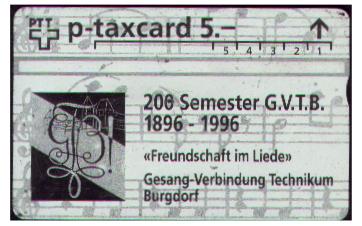 PTT
p-taxcard 5.–
5 4 3 2 1
200 Semester G.V.T.B.
1896 - 1996
«Freundschaft im Liede»
Gesang-Verbindung Technikum
Burgdorf